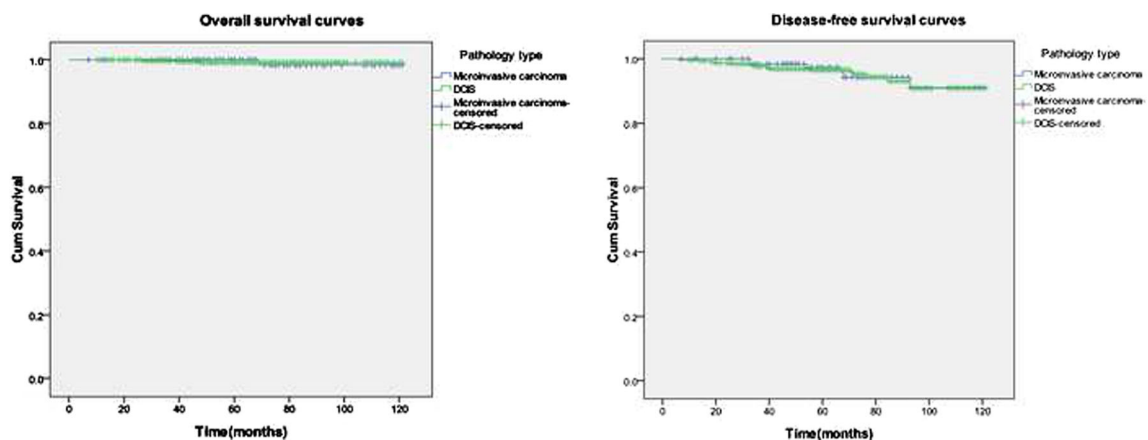 Overall survival curves
Pathology type
Microinvasive carcinoma
DCIS
Microinvasive carcinoma-
censored
DCIS-censored
Cum Survival
1.0
0.8
0.6
0.4
0.2
0.0
0 20 40 60 80 100 120
Time(months)
Disease-free survival curves
Pathology type
Microinvasive carcinoma
DCIS
Microinvasive carcinoma-
censored
DCIS-censored
Cum Survival
1.0
0.8
0.6
0.4
0.2
0.0
0 20 40 60 80 100 120
Time(months)